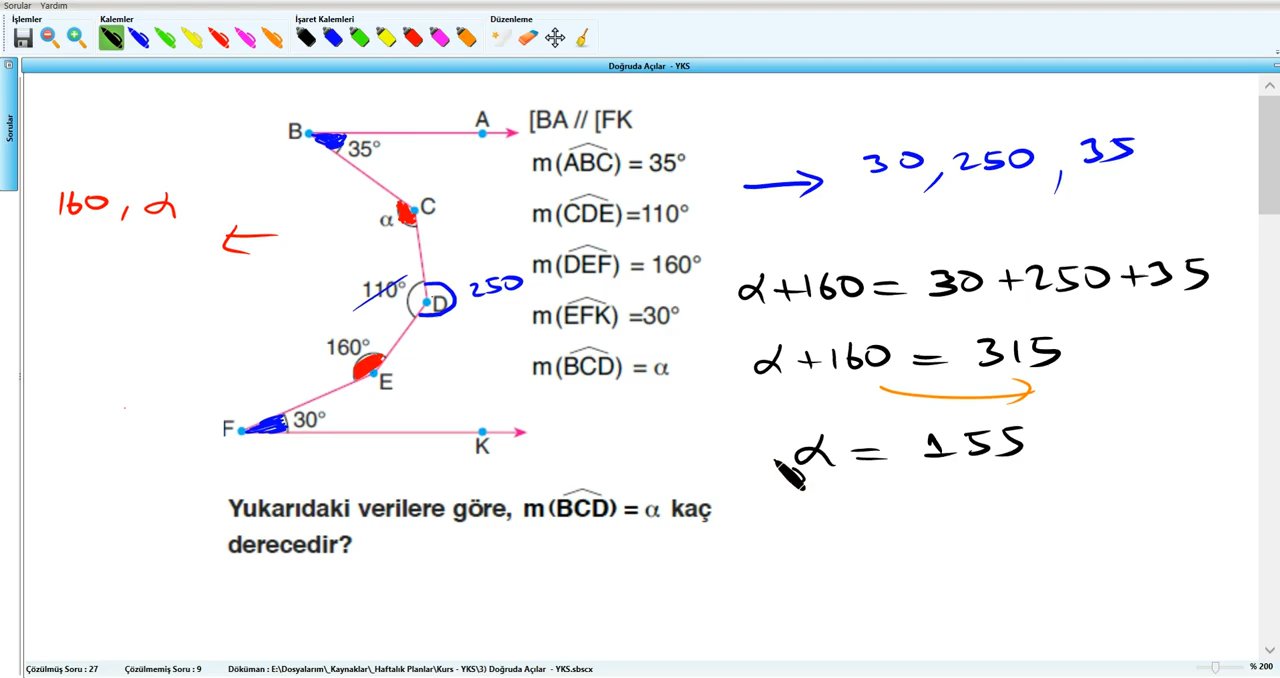 Sorular Yardım
İşlemler Kalemler İşaret Kalemleri Düzenleme
Doğruda Açılar - YKS
Sorular
B A [BA // [FK
35° m(ABC) = 35°
→ 30, 250, 35
160, α
←
α C m(CDE) =110°
110° D 250 m(DEF) = 160°
α+160 = 30+250+35
160° E m(EFK) =30°
α+160 = 315
m(BCD) = α
F 30° K
α = 155
Yukarıdaki verilere göre, m(BCD) = α kaç
derecedir?
Çözülmüş Soru : 27 Çözülmemiş Soru : 9 Döküman : E:\Dosyalarım\_Kaynaklar\_Haftalık Planlar\Kurs - YKS\3) Doğruda Açılar - YKS.sbscx % 200